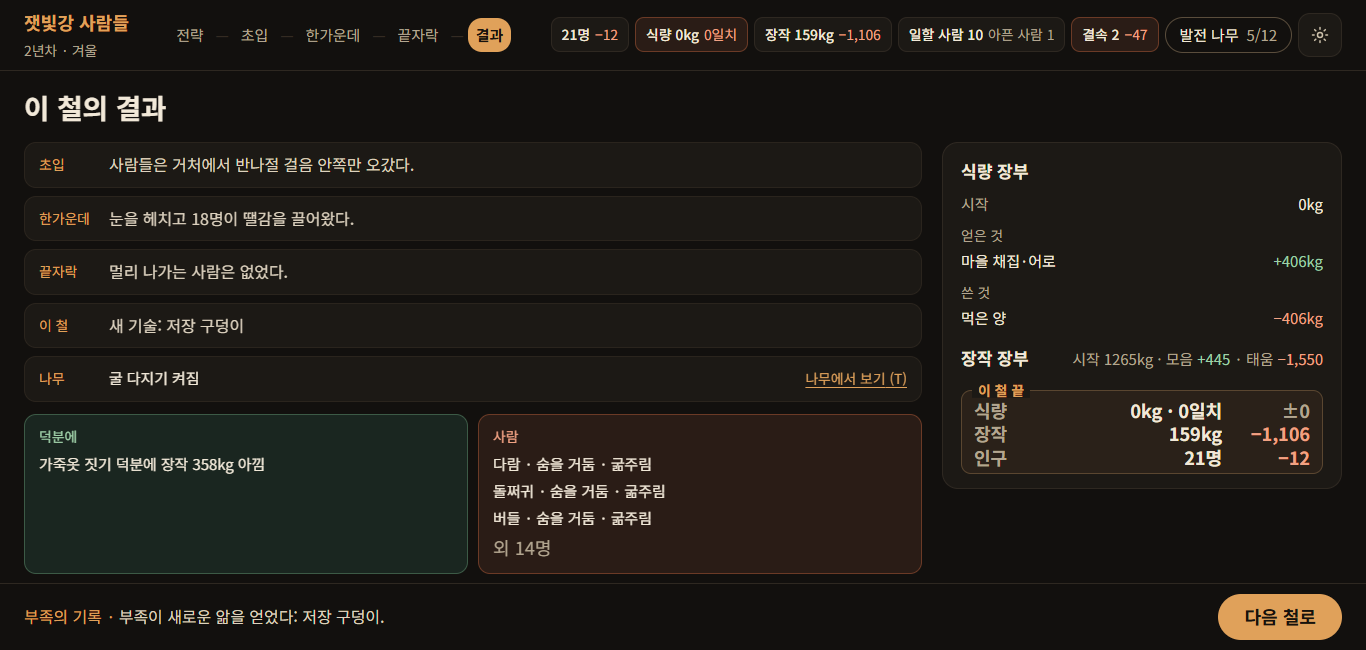 잿빛강 사람들
2년차 · 겨울
전략 — 초입 — 한가운데 — 끝자락 — 결과
21명 −12
식량 0kg 0일치
장작 159kg −1,106
일할 사람 10 아픈 사람 1
결속 2 −47
발전 나무 5/12
이 철의 결과
초입 사람들은 거처에서 반나절 걸음 안쪽만 오갔다.
한가운데 눈을 헤치고 18명이 땔감을 끌어왔다.
끝자락 멀리 나가는 사람은 없었다.
이 철 새 기술: 저장 구덩이
나무 굴 다지기 켜짐 나무에서 보기 (T)
덕분에
가죽옷 짓기 덕분에 장작 358kg 아낌
사람
다람 · 숨을 거둠 · 굶주림
돌쩌귀 · 숨을 거둠 · 굶주림
버들 · 숨을 거둠 · 굶주림
외 14명
식량 장부
시작 0kg
얻은 것
마을 채집·어로 +406kg
쓴 것
먹은 양 −406kg
장작 장부 시작 1265kg · 모음 +445 · 태움 −1,550
이 철 끝
식량 0kg · 0일치 ±0
장작 159kg −1,106
인구 21명 −12
부족의 기록 · 부족이 새로운 앎을 얻었다: 저장 구덩이.
다음 철로